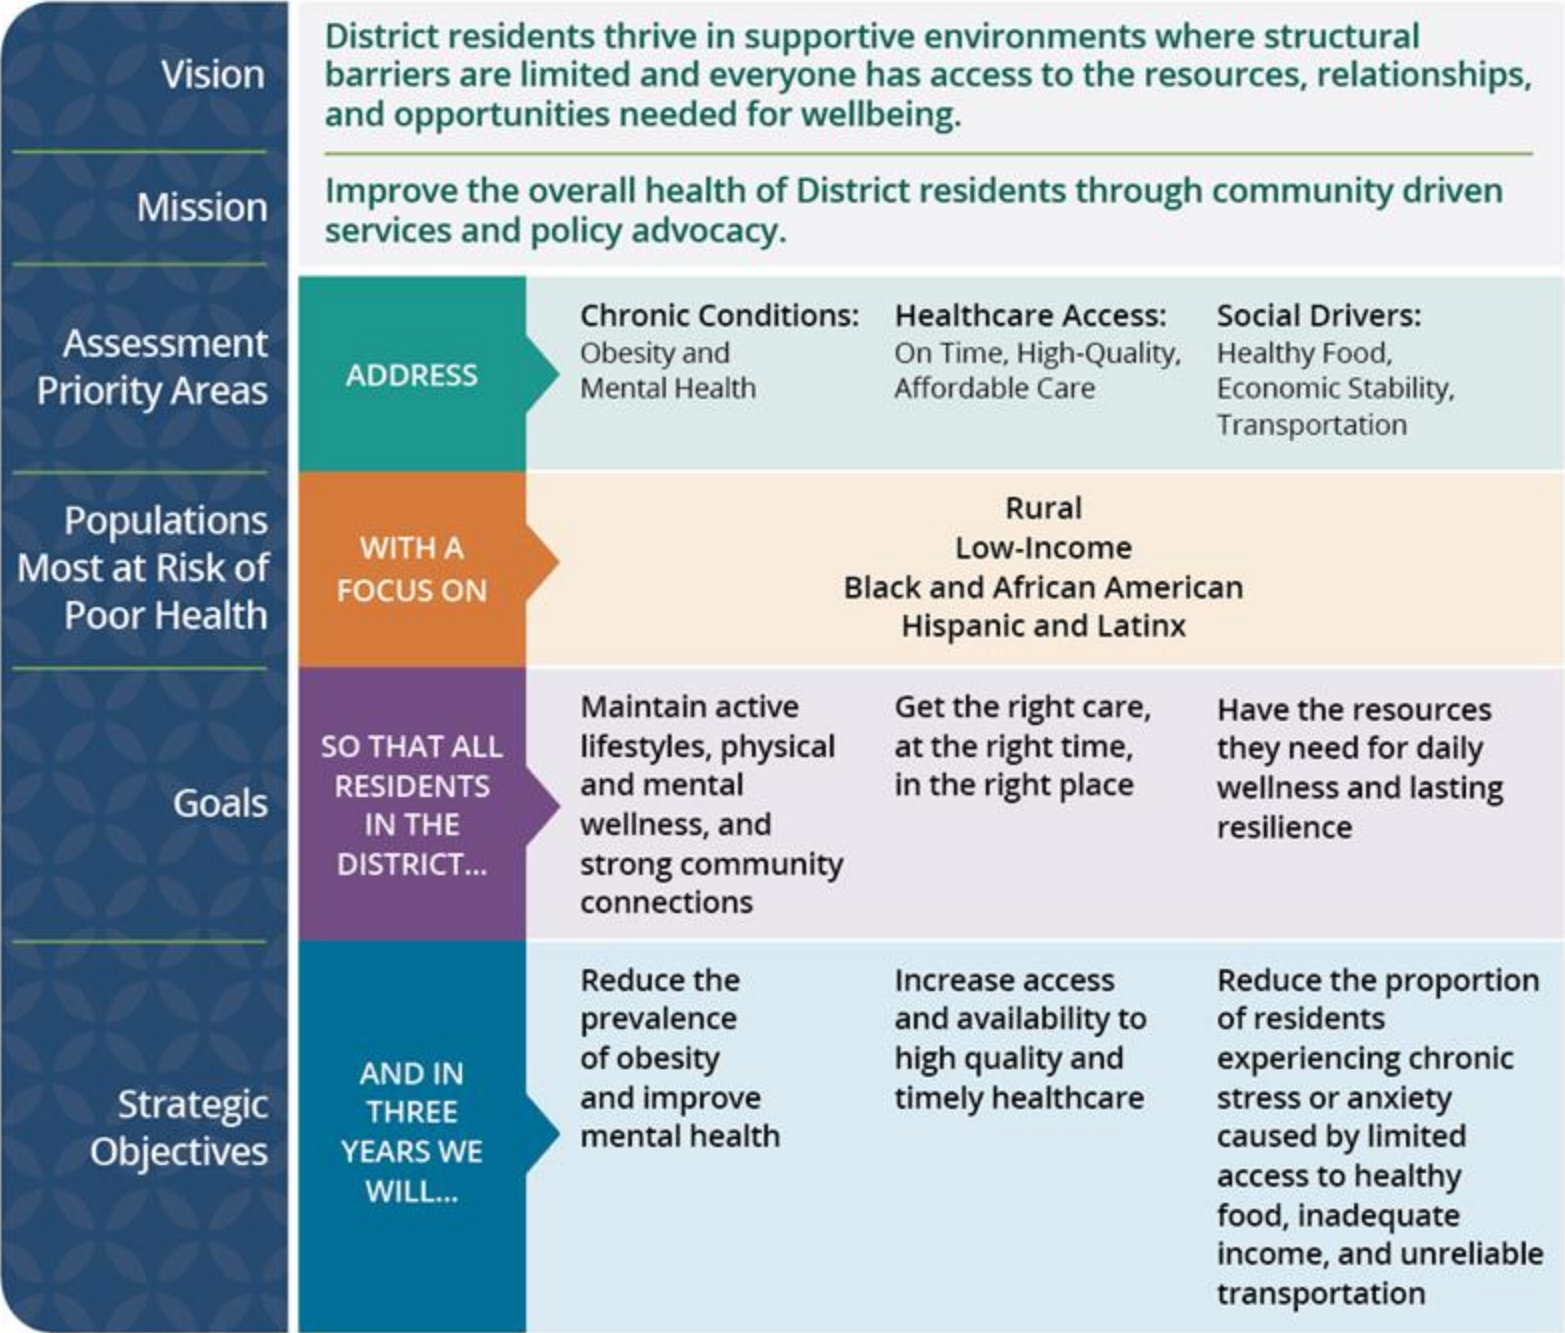 Vision
District residents thrive in supportive environments where structural
barriers are limited and everyone has access to the resources, relationships,
and opportunities needed for wellbeing.
Mission
Improve the overall health of District residents through community driven
services and policy advocacy.
Assessment
Priority Areas
ADDRESS
Chronic Conditions:
Obesity and
Mental Health
Healthcare Access:
On Time, High-Quality,
Affordable Care
Social Drivers:
Healthy Food,
Economic Stability,
Transportation
Populations
Most at Risk of
Poor Health
WITH A
FOCUS ON
Rural
Low-Income
Black and African American
Hispanic and Latinx
Goals
SO THAT ALL
RESIDENTS
IN THE
DISTRICT...
Maintain active
lifestyles, physical
and mental
wellness, and
strong community
connections
Get the right care,
at the right time,
in the right place
Have the resources
they need for daily
wellness and lasting
resilience
Strategic
Objectives
AND IN
THREE
YEARS WE
WILL...
Reduce the
prevalence
of obesity
and improve
mental health
Increase access
and availability to
high quality and
timely healthcare
Reduce the proportion
of residents
experiencing chronic
stress or anxiety
caused by limited
access to healthy
food, inadequate
income, and unreliable
transportation